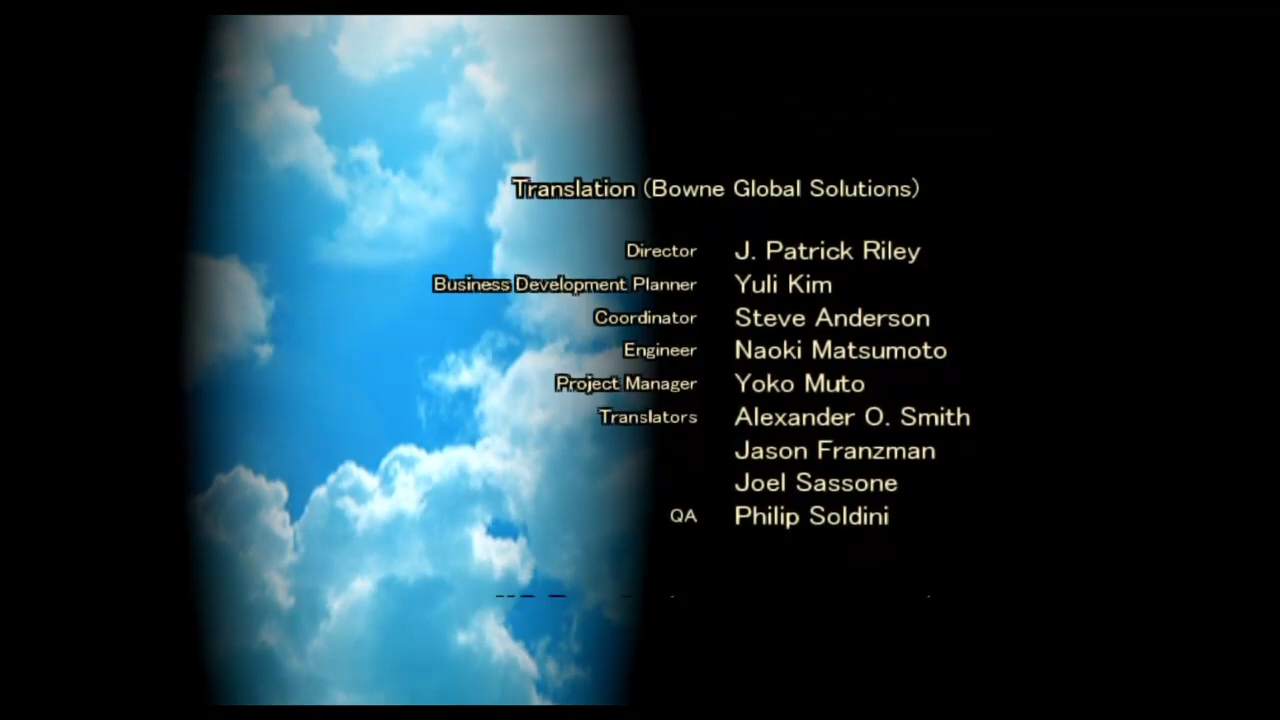 Translation (Bowne Global Solutions)
Director J. Patrick Riley
Business Development Planner Yuli Kim
Coordinator Steve Anderson
Engineer Naoki Matsumoto
Project Manager Yoko Muto
Translators Alexander O. Smith
Jason Franzman
Joel Sassone
QA Philip Soldini